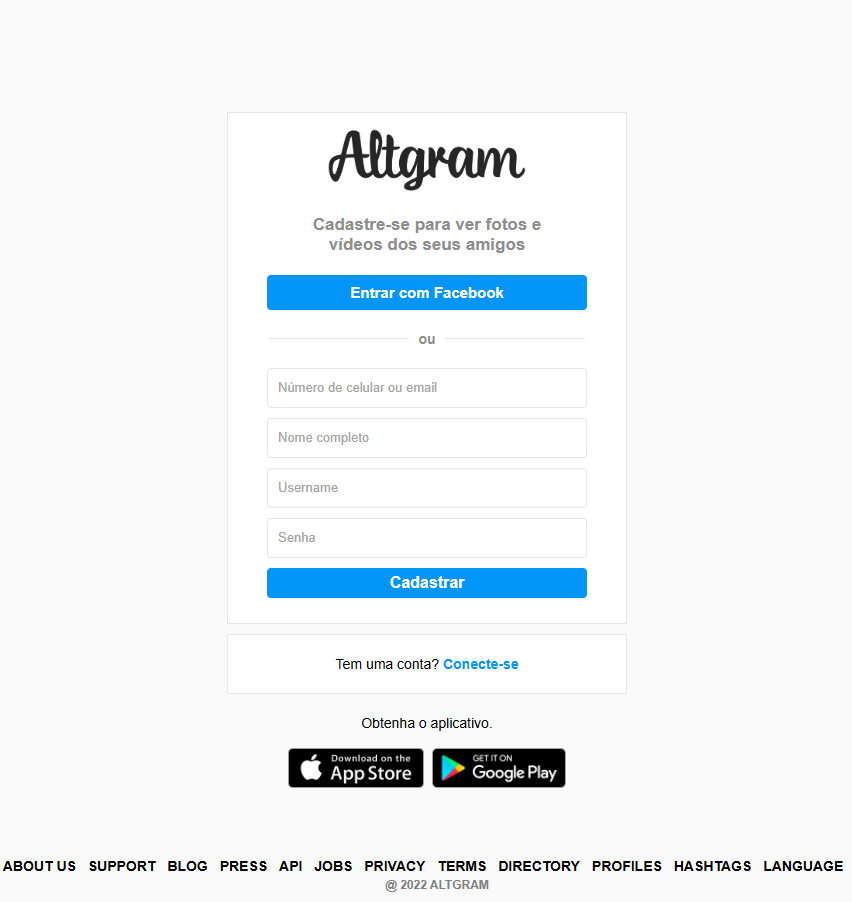 Altgram
Cadastre-se para ver fotos e
vídeos dos seus amigos
Entrar com Facebook
ou
Número de celular ou email
Nome completo
Username
Senha
Cadastrar
Tem uma conta? Conecte-se
Obtenha o aplicativo.
Download on the
App Store
GET IT ON
Google Play
ABOUT US SUPPORT BLOG PRESS API JOBS PRIVACY TERMS DIRECTORY PROFILES HASHTAGS LANGUAGE
@ 2022 ALTGRAM